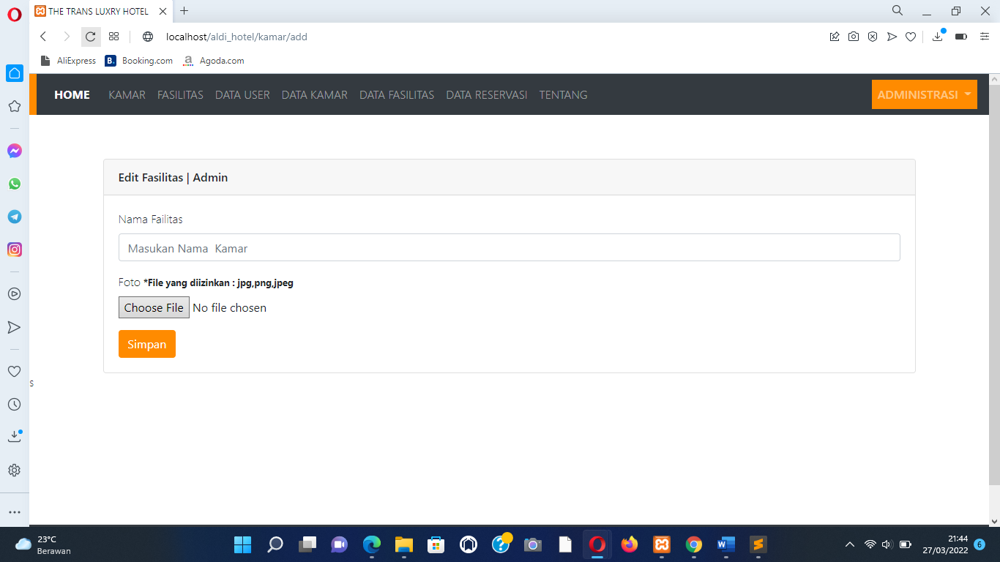 THE TRANS LUXRY HOTEL
localhost/aldi_hotel/kamar/add
AliExpress B. Booking.com a Agoda.com
HOME KAMAR FASILITAS DATA USER DATA KAMAR DATA FASILITAS DATA RESERVASI TENTANG ADMINISTRASI
Edit Fasilitas | Admin
Nama Failitas
Masukan Nama  Kamar
Foto *File yang diizinkan : jpg,png,jpeg
Choose File No file chosen
Simpan
s
23°C
Berawan
21:44
27/03/2022 6